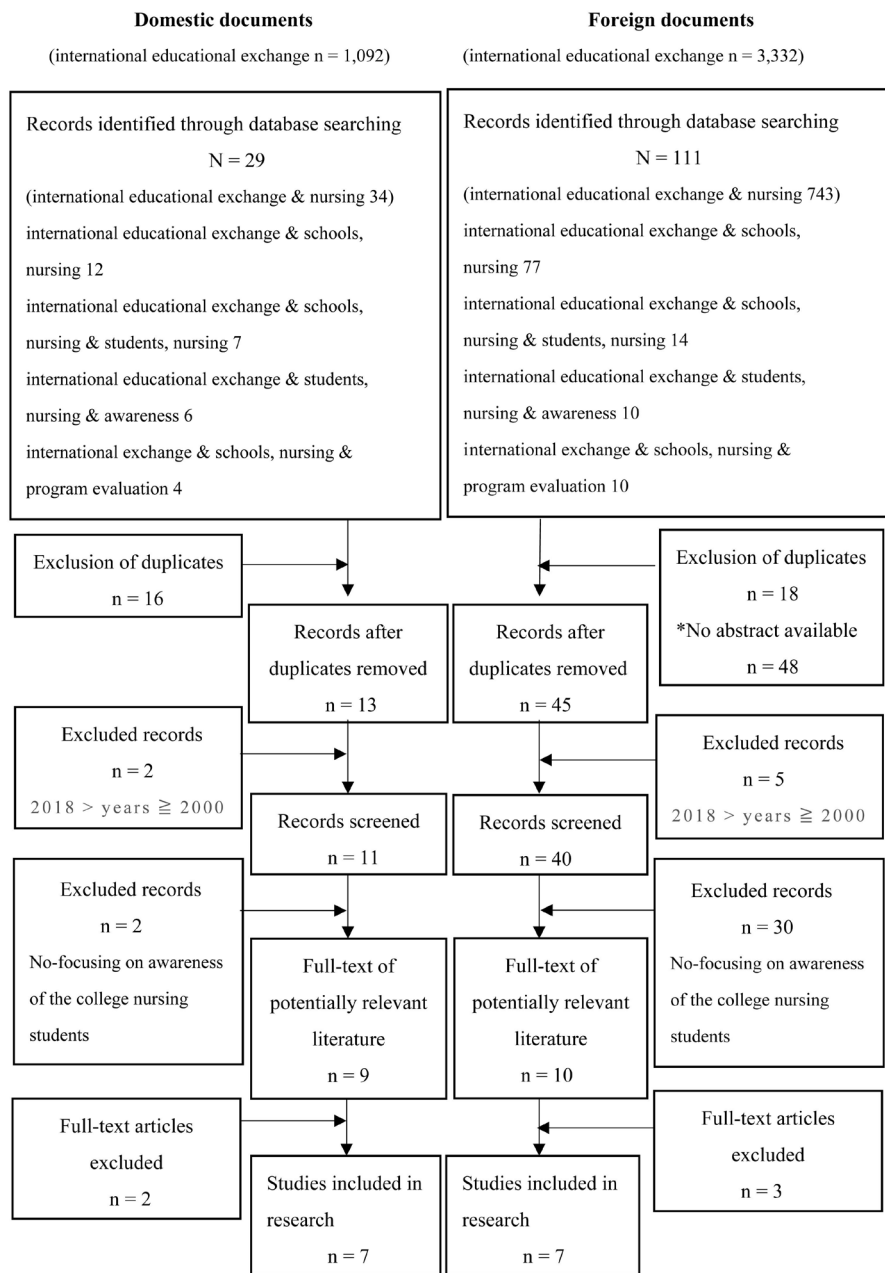 Domestic documents
(international educational exchange n = 1,092)
Records identified through database searching
N = 29
(international educational exchange & nursing 34)
international educational exchange & schools,
nursing 12
international educational exchange & schools,
nursing & students, nursing 7
international educational exchange & students,
nursing & awareness 6
international exchange & schools, nursing &
program evaluation 4
Exclusion of duplicates
n = 16
Records after
duplicates removed
n = 13
Excluded records
n = 2
2018 > years ≧ 2000
Records screened
n = 11
Excluded records
n = 2
No-focusing on awareness
of the college nursing
students
Full-text of
potentially relevant
literature
n = 9
Full-text articles
excluded
n = 2
Studies included in
research
n = 7
Foreign documents
(international educational exchange n = 3,332)
Records identified through database searching
N = 111
(international educational exchange & nursing 743)
international educational exchange & schools,
nursing 77
international educational exchange & schools,
nursing & students, nursing 14
international educational exchange & students,
nursing & awareness 10
international exchange & schools, nursing &
program evaluation 10
Exclusion of duplicates
n = 18
*No abstract available
n = 48
Records after
duplicates removed
n = 45
Excluded records
n = 5
2018 > years ≧ 2000
Records screened
n = 40
Excluded records
n = 30
No-focusing on awareness
of the college nursing
students
Full-text of
potentially relevant
literature
n = 10
Full-text articles
excluded
n = 3
Studies included in
research
n = 7